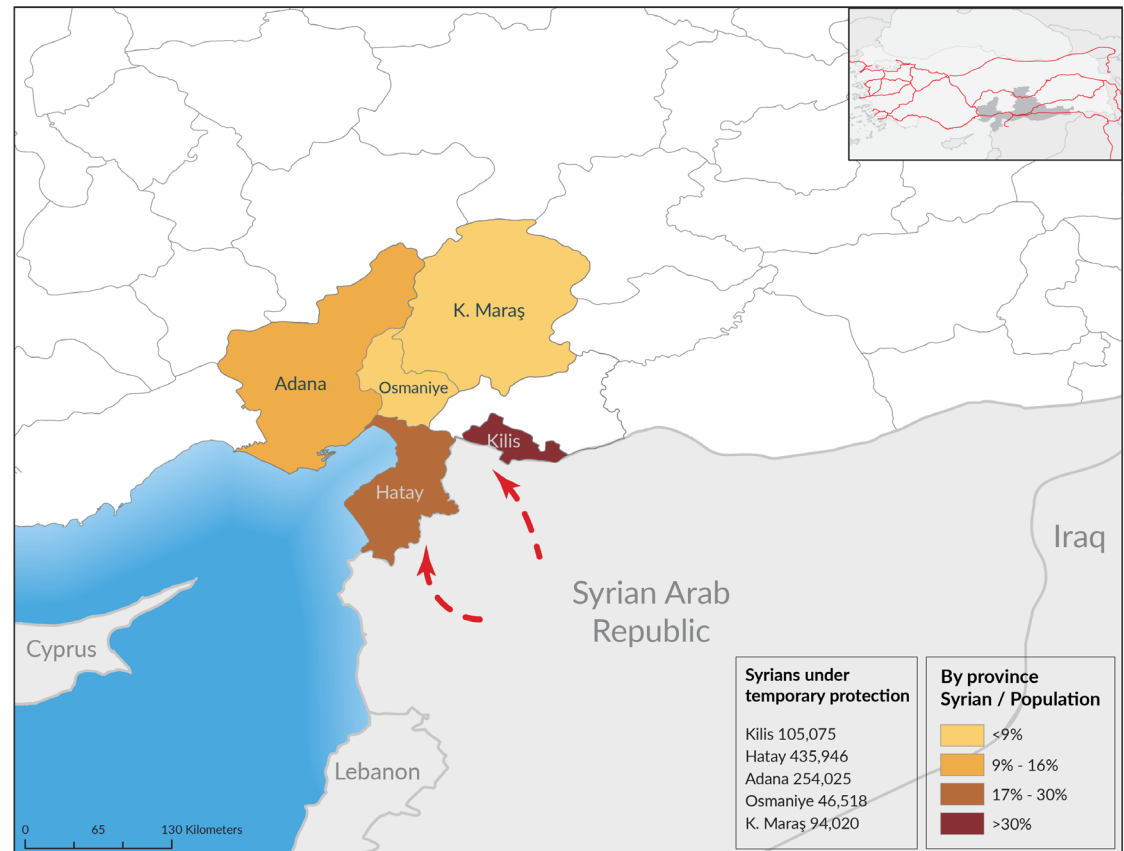 K. Maraş
Adana
Osmaniye
Kilis
Hatay
Iraq
Syrian Arab
Republic
Cyprus
Lebanon
Syrians under
temporary protection
Kilis 105,075
Hatay 435,946
Adana 254,025
Osmaniye 46,518
K. Maraş 94,020
By province
Syrian / Population
<9%
9% - 16%
17% - 30%
>30%
0 65 130 Kilometers